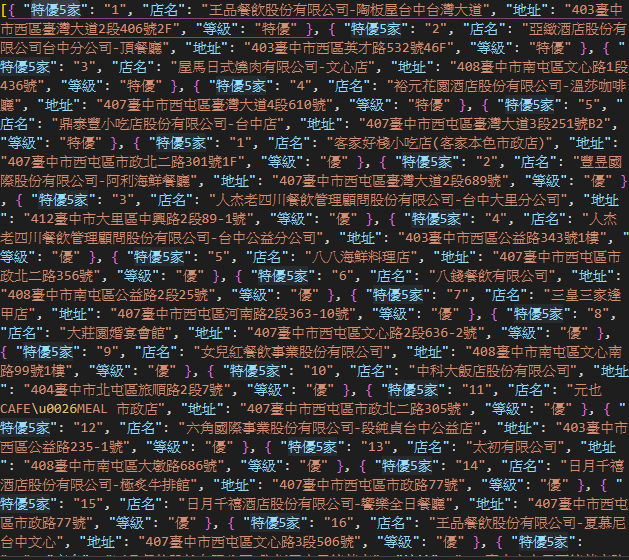 [{ "特優5家": "1", "店名": "王品餐飲股份有限公司-陶板屋台中台灣大道", "地址": "403臺中
市西區臺灣大道2段406號2F", "等級": "特優" }, { "特優5家": "2", "店名": "亞緻酒店股份有
限公司台中分公司-頂餐廳", "地址": "403臺中市西區英才路532號46F", "等級": "特優" }, {
"特優5家": "3", "店名": "屋馬日式燒肉有限公司-文心店", "地址": "408臺中市南屯區文心路1段
436號", "等級": "特優" }, { "特優5家": "4", "店名": "裕元花園酒店股份有限公司-溫莎咖啡
廳", "地址": "407臺中市西屯區臺灣大道4段610號", "等級": "特優" }, { "特優5家": "5", "
店名": "鼎泰豐小吃店股份有限公司-台中店", "地址": "407臺中市西屯區臺灣大道3段251號B2",
"等級": "特優" }, { "特優5家": "1", "店名": "客家好棧小吃店(客家本色市政店)", "地址":
"407臺中市西屯區市政北二路301號1F", "等級": "優" }, { "特優5家": "2", "店名": "豐昱國
際股份有限公司-阿利海鮮餐廳", "地址": "407臺中市西屯區臺灣大道2段689號", "等級": "優" }
, { "特優5家": "3", "店名": "人杰老四川餐飲管理顧問股份有限公司-台中大里分公司", "地址":
"412臺中市大里區中興路2段89-1號", "等級": "優" }, { "特優5家": "4", "店名": "人杰
老四川餐飲管理顧問股份有限公司-台中公益分公司", "地址": "403臺中市西區公益路343號1樓", "等
級": "優" }, { "特優5家": "5", "店名": "八八海鮮料理店", "地址": "407臺中市西屯區市
政北二路356號", "等級": "優" }, { "特優5家": "6", "店名": "八錢餐飲有限公司", "地址":
"408臺中市南屯區公益路2段25號", "等級": "優" }, { "特優5家": "7", "店名": "三皇三家逢
甲店", "地址": "407臺中市西屯區河南路2段363-10號", "等級": "優" }, { "特優5家": "8",
"店名": "大莊園婚宴會館", "地址": "407臺中市西屯區文心路2段636-2號", "等級": "優" },
{ "特優5家": "9", "店名": "女兒紅餐飲事業股份有限公司", "地址": "408臺中市南屯區文心南
路99號1樓", "等級": "優" }, { "特優5家": "10", "店名": "中科大飯店股份有限公司", "地址"
: "404臺中市北屯區旅順路2段7號", "等級": "優" }, { "特優5家": "11", "店名": "元也
CAFE\u0026MEAL 市政店", "地址": "407臺中市西屯區市政北二路305號", "等級": "優" }, { "
特優5家": "12", "店名": "六角國際事業股份有限公司-段純貞台中公益店", "地址": "403臺中市
西區公益路235-1號", "等級": "優" }, { "特優5家": "13", "店名": "太初有限公司", "地址"
: "408臺中市南屯區大墩路686號", "等級": "優" }, { "特優5家": "14", "店名": "日月千禧
酒店股份有限公司-極炙牛排館", "地址": "407臺中市西屯區市政路77號", "等級": "優" }, { "
特優5家": "15", "店名": "日月千禧酒店股份有限公司-饗樂全日餐廳", "地址": "407臺中市西屯
區市政路77號", "等級": "優" }, { "特優5家": "16", "店名": "王品餐飲股份有限公司-夏慕尼
台中文心", "地址": "407臺中市西屯區文心路3段506號", "等級": "優" }, { "特優5家":